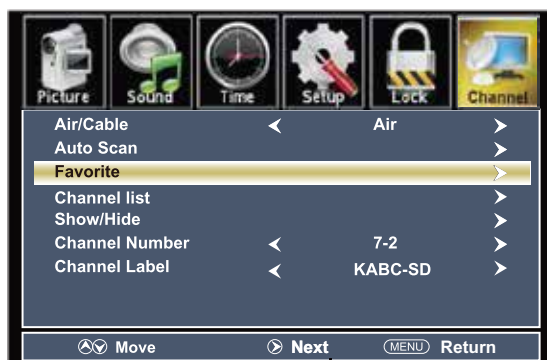 Picture Sound Time Setup Lock Channel
Air/Cable Air
Auto Scan
Favorite
Channel list
Show/Hide
Channel Number 7-2
Channel Label KABC-SD
Move Next MENU Return